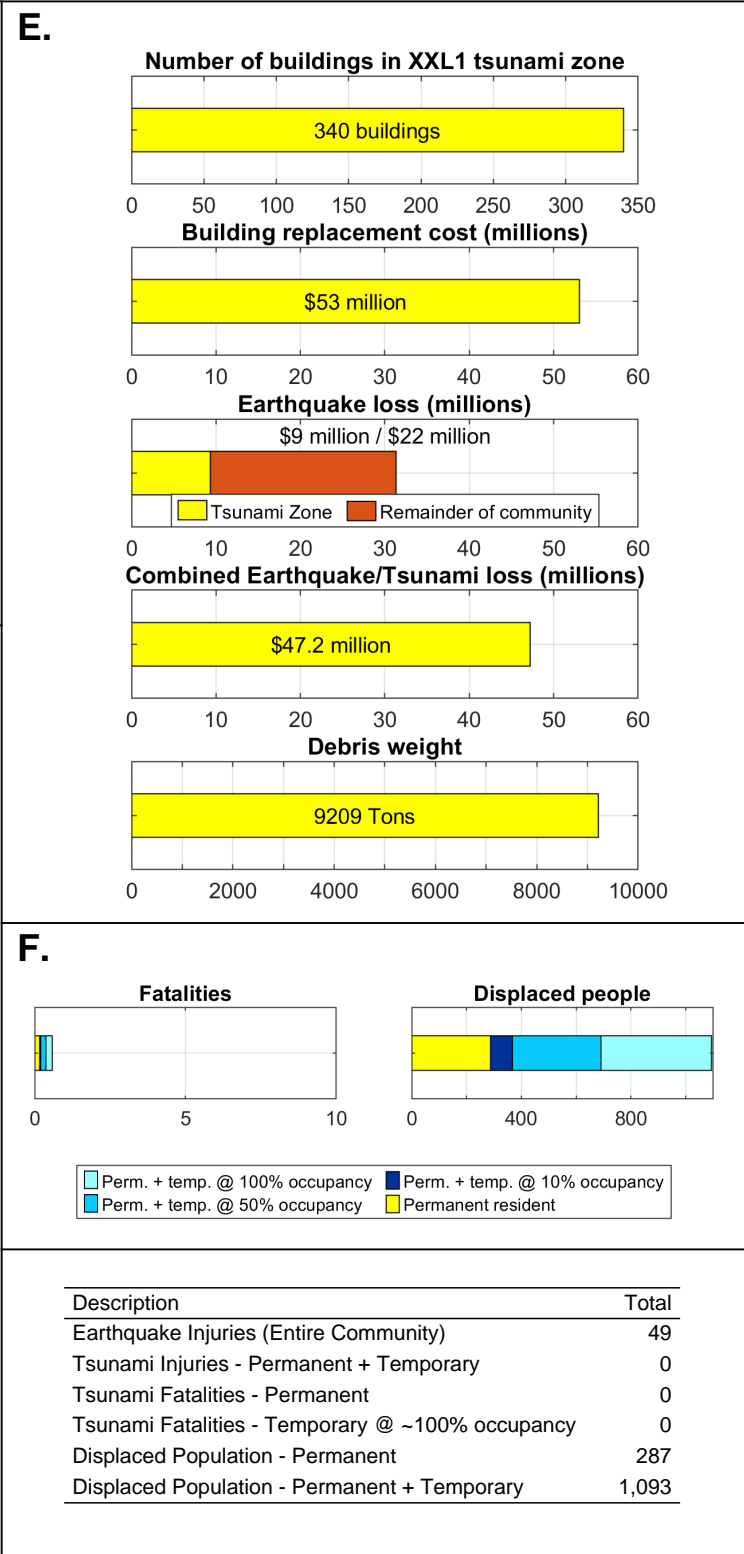 E.
Number of buildings in XXL1 tsunami zone
340 buildings
0 50 100 150 200 250 300 350
Building replacement cost (millions)
$53 million
0 10 20 30 40 50 60
Earthquake loss (millions)
$9 million / $22 million
Tsunami Zone Remainder of community
0 10 20 30 40 50 60
Combined Earthquake/Tsunami loss (millions)
$47.2 million
0 10 20 30 40 50 60
Debris weight
9209 Tons
0 2000 4000 6000 8000 10000
F.
Fatalities Displaced people
0 5 10 0 400 800
Perm. + temp. @ 100% occupancy Perm. + temp. @ 10% occupancy
Perm. + temp. @ 50% occupancy Permanent resident
Description Total
Earthquake Injuries (Entire Community) 49
Tsunami Injuries - Permanent + Temporary 0
Tsunami Fatalities - Permanent 0
Tsunami Fatalities - Temporary @ ~100% occupancy 0
Displaced Population - Permanent 287
Displaced Population - Permanent + Temporary 1,093